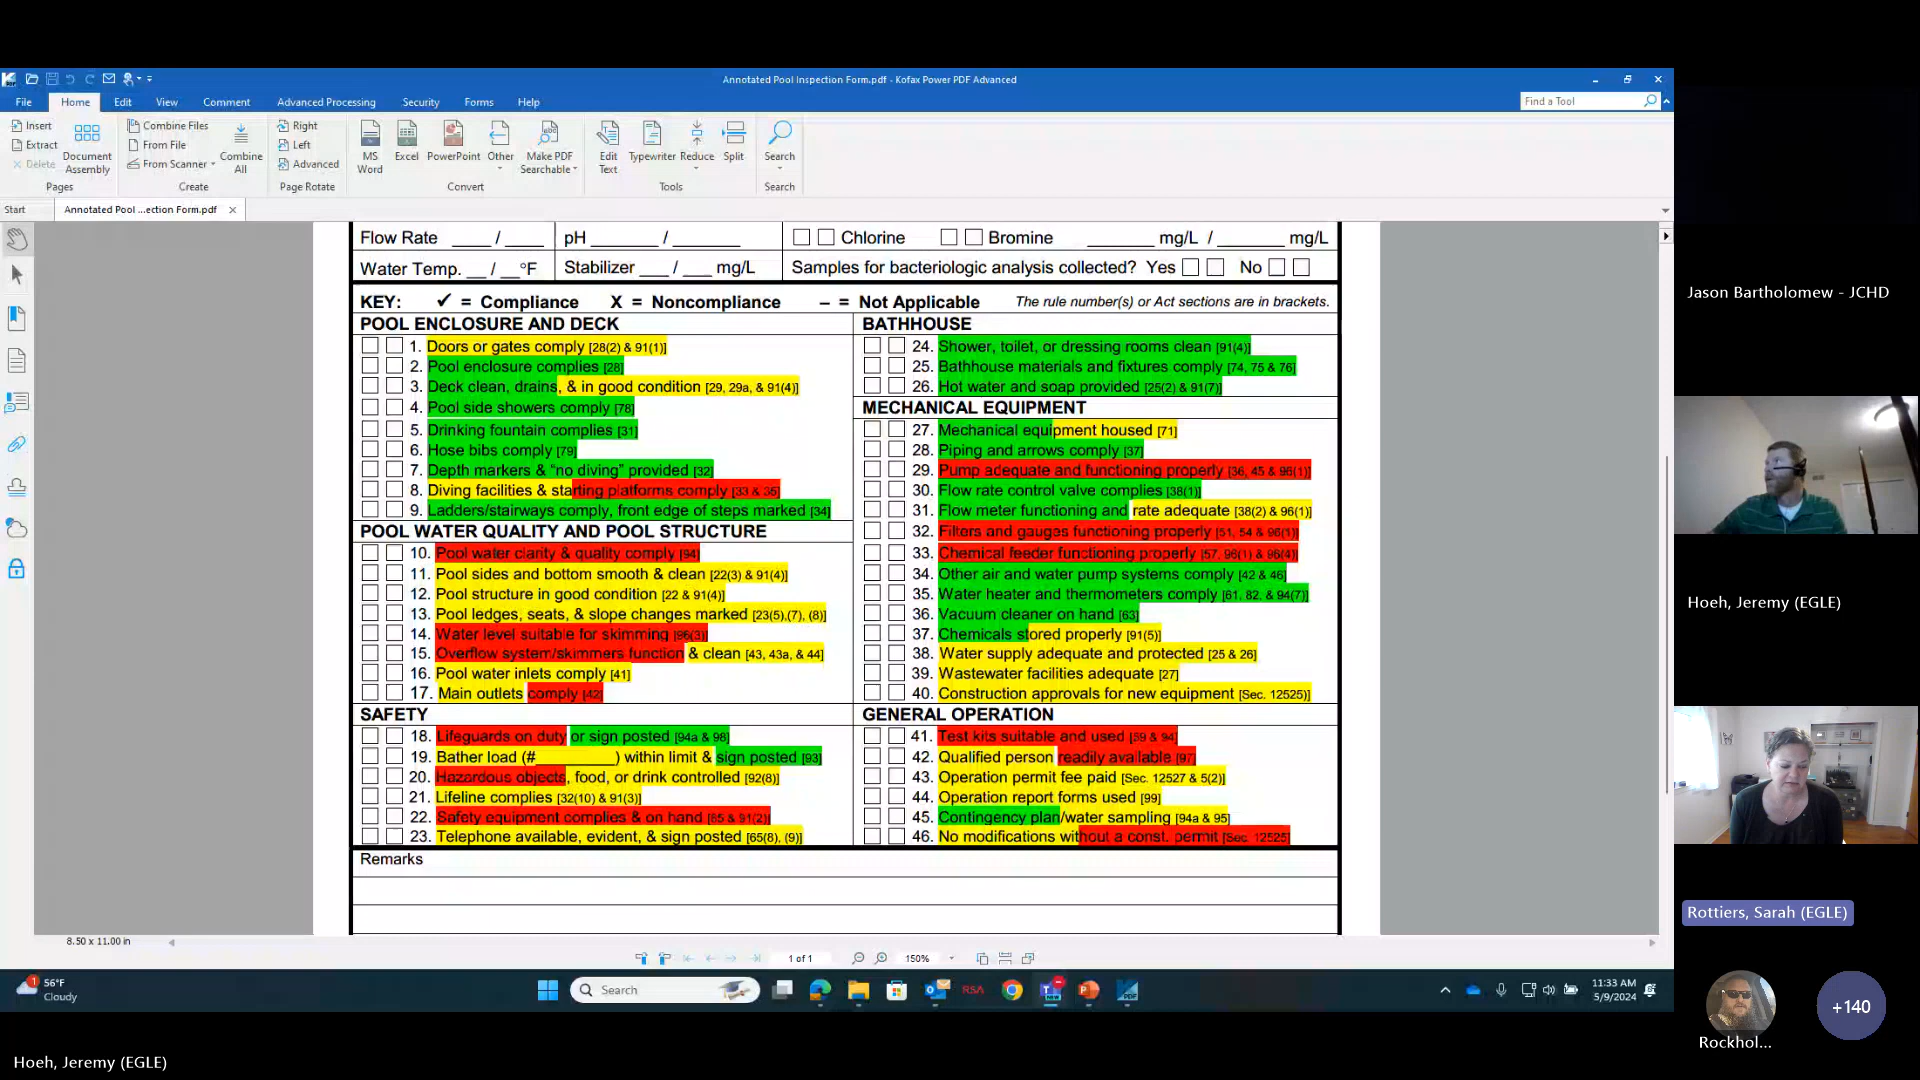 Annotated Pool Inspection Form.pdf - Kofax Power PDF Advanced
File Home Edit View Comment Advanced Processing Security Forms Help
Find a Tool
Insert
Extract
Delete
Document Assembly
Pages
Combine Files
From File
From Scanner
Combine All
Create
Right
Left
Advanced
Page Rotate
MS Word
Excel
PowerPoint
Other
Make PDF Searchable
Convert
Edit Text
Typewriter
Reduce
Split
Tools
Search
Search
Start
Annotated Pool ...ection Form.pdf
Flow Rate ____ / ____ pH _______ / _______ Chlorine Bromine _______ mg/L / _______ mg/L
Water Temp. __ / __°F Stabilizer ___ / ___ mg/L Samples for bacteriologic analysis collected? Yes No
KEY: ✓ = Compliance X = Noncompliance – = Not Applicable The rule number(s) or Act sections are in brackets.
POOL ENCLOSURE AND DECK
1. Doors or gates comply [28(2) & 91(1)]
2. Pool enclosure complies [28]
3. Deck clean, drains, & in good condition [29, 29a, & 91(4)]
4. Pool side showers comply [78]
5. Drinking fountain complies [31]
6. Hose bibs comply [79]
7. Depth markers & “no diving” provided [32]
8. Diving facilities & starting platforms comply [33 & 35]
9. Ladders/stairways comply, front edge of steps marked [34]
POOL WATER QUALITY AND POOL STRUCTURE
10. Pool water clarity & quality comply [94]
11. Pool sides and bottom smooth & clean [22(3) & 91(4)]
12. Pool structure in good condition [22 & 91(4)]
13. Pool ledges, seats, & slope changes marked [23(5),(7), (8)]
14. Water level suitable for skimming [96(3)]
15. Overflow system/skimmers function & clean [43, 43a, & 44]
16. Pool water inlets comply [41]
17. Main outlets comply [42]
SAFETY
18. Lifeguards on duty or sign posted [94a & 98]
19. Bather load (#_________) within limit & sign posted [93]
20. Hazardous objects, food, or drink controlled [92(8)]
21. Lifeline complies [32(10) & 91(3)]
22. Safety equipment complies & on hand [65 & 91(2)]
23. Telephone available, evident, & sign posted [65(8), (9)]
BATHHOUSE
24. Shower, toilet, or dressing rooms clean [91(4)]
25. Bathhouse materials and fixtures comply [74, 75 & 76]
26. Hot water and soap provided [25(2) & 91(7)]
MECHANICAL EQUIPMENT
27. Mechanical equipment housed [71]
28. Piping and arrows comply [37]
29. Pump adequate and functioning properly [36, 45 & 96(1)]
30. Flow rate control valve complies [38(1)]
31. Flow meter functioning and rate adequate [38(2) & 96(1)]
32. Filters and gauges functioning properly [51, 54 & 96(1)]
33. Chemical feeder functioning properly [57, 96(1) & 96(4)]
34. Other air and water pump systems comply [42 & 46]
35. Water heater and thermometers comply [61, 82, & 94(7)]
36. Vacuum cleaner on hand [63]
37. Chemicals stored properly [91(5)]
38. Water supply adequate and protected [25 & 26]
39. Wastewater facilities adequate [27]
40. Construction approvals for new equipment [Sec. 12525)]
GENERAL OPERATION
41. Test kits suitable and used [59 & 94]
42. Qualified person readily available [97]
43. Operation permit fee paid [Sec. 12527 & 5(2)]
44. Operation report forms used [99]
45. Contingency plan/water sampling [94a & 95]
46. No modifications without a const. permit [Sec. 12525]
Remarks
8.50 x 11.00 in
1 of 1
150%
1
56°F
Cloudy
Search
RSA
11:33 AM
5/9/2024
Jason Bartholomew - JCHD
Hoeh, Jeremy (EGLE)
Rottiers, Sarah (EGLE)
Rockhol...
+140
Hoeh, Jeremy (EGLE)